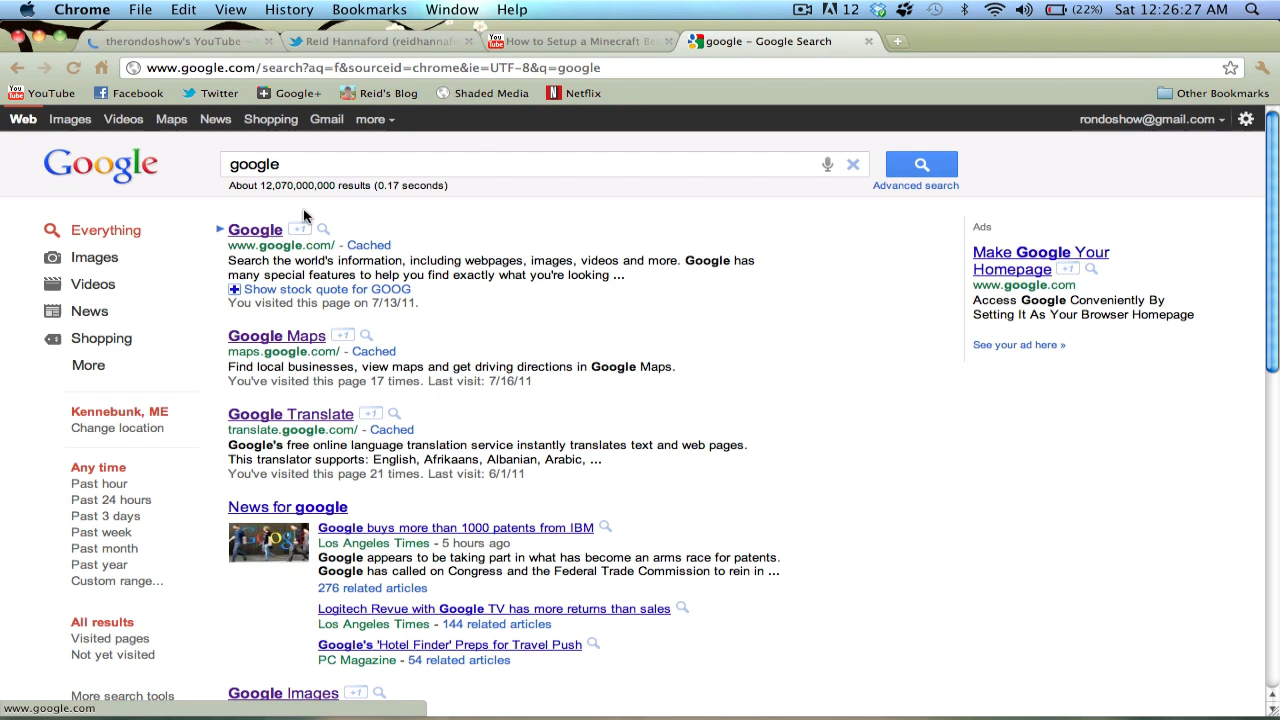 Chrome File Edit View History Bookmarks Window Help 12 (22%) Sat 12:26:27 AM
therondoshow's YouTube Reid Hannaford (reidhannaf How to Setup a Minecraft Be google – Google Search
www.google.com/search?aq=f&sourceid=chrome&ie=UTF-8&q=google
YouTube Facebook Twitter Google+ Reid's Blog Shaded Media Netflix Other Bookmarks
Web Images Videos Maps News Shopping Gmail more rondoshow@gmail.com
Google google
About 12,070,000,000 results (0.17 seconds) Advanced search
Everything
Images
Videos
News
Shopping
More
Kennebunk, ME
Change location
Any time
Past hour
Past 24 hours
Past 3 days
Past week
Past month
Past year
Custom range...
All results
Visited pages
Not yet visited
More search tools
Google +1
www.google.com/ - Cached
Search the world's information, including webpages, images, videos and more. Google has
many special features to help you find exactly what you're looking ...
Show stock quote for GOOG
You visited this page on 7/13/11.
Google Maps +1
maps.google.com/ - Cached
Find local businesses, view maps and get driving directions in Google Maps.
You've visited this page 17 times. Last visit: 7/16/11
Google Translate +1
translate.google.com/ - Cached
Google's free online language translation service instantly translates text and web pages.
This translator supports: English, Afrikaans, Albanian, Arabic, ...
You've visited this page 21 times. Last visit: 6/1/11
News for google
Google buys more than 1000 patents from IBM
Los Angeles Times - 5 hours ago
Google appears to be taking part in what has become an arms race for patents.
Google has called on Congress and the Federal Trade Commission to rein in ...
276 related articles
Logitech Revue with Google TV has more returns than sales
Los Angeles Times - 144 related articles
Google's 'Hotel Finder' Preps for Travel Push
PC Magazine - 54 related articles
Google Images +1
Ads
Make Google Your
Homepage +1
www.google.com
Access Google Conveniently By
Setting It As Your Browser Homepage
See your ad here »
www.google.com